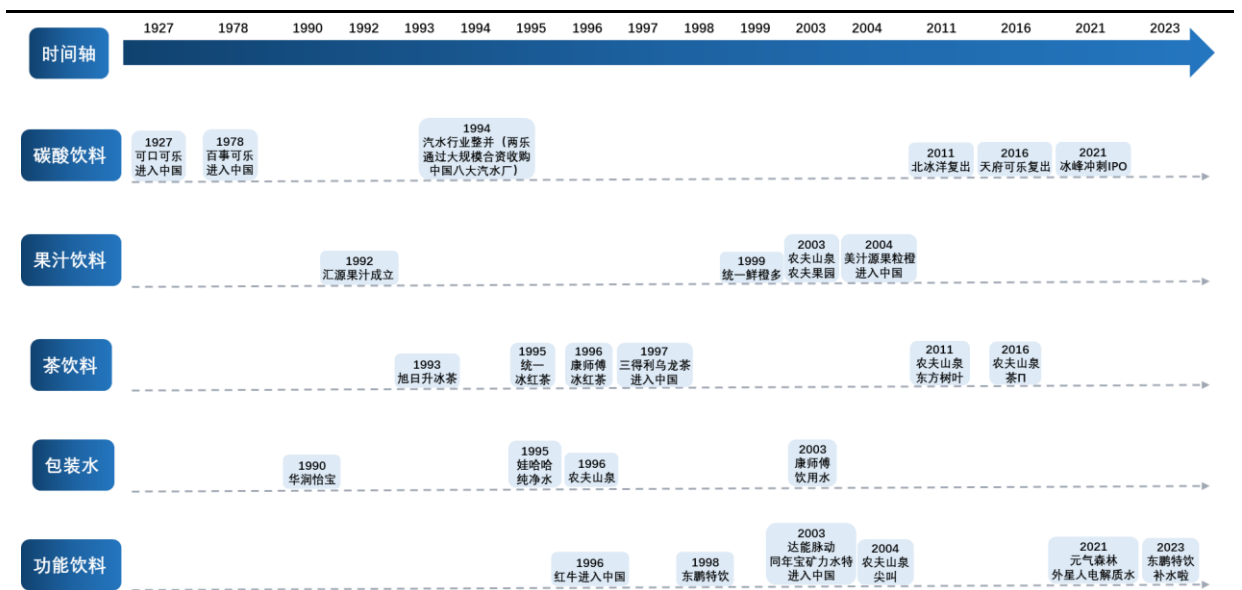 1927 1978 1990 1992 1993 1994 1995 1996 1997 1998 1999 2003 2004 2011 2016 2021 2023
时间轴
碳酸饮料
1927
可口可乐
进入中国
1978
百事可乐
进入中国
1994
汽水行业整并（两乐
通过大规模合资收购
中国八大汽水厂）
2011
北冰洋复出
2016
天府可乐复出
2021
冰峰冲刺IPO
果汁饮料
1992
汇源果汁成立
1999
统一鲜橙多
2003
农夫山泉
农夫果园
2004
美汁源果粒橙
进入中国
茶饮料
1993
旭日升冰茶
1995
统一
冰红茶
1996
康师傅
冰红茶
1997
三得利乌龙茶
进入中国
2011
农夫山泉
东方树叶
2016
农夫山泉
茶Π
包装水
1990
华润怡宝
1995
娃哈哈
纯净水
1996
农夫山泉
2003
康师傅
饮用水
功能饮料
1996
红牛进入中国
1998
东鹏特饮
2003
达能脉动
同年宝矿力水特
进入中国
2004
农夫山泉
尖叫
2021
元气森林
外星人电解质水
2023
东鹏特饮
补水啦